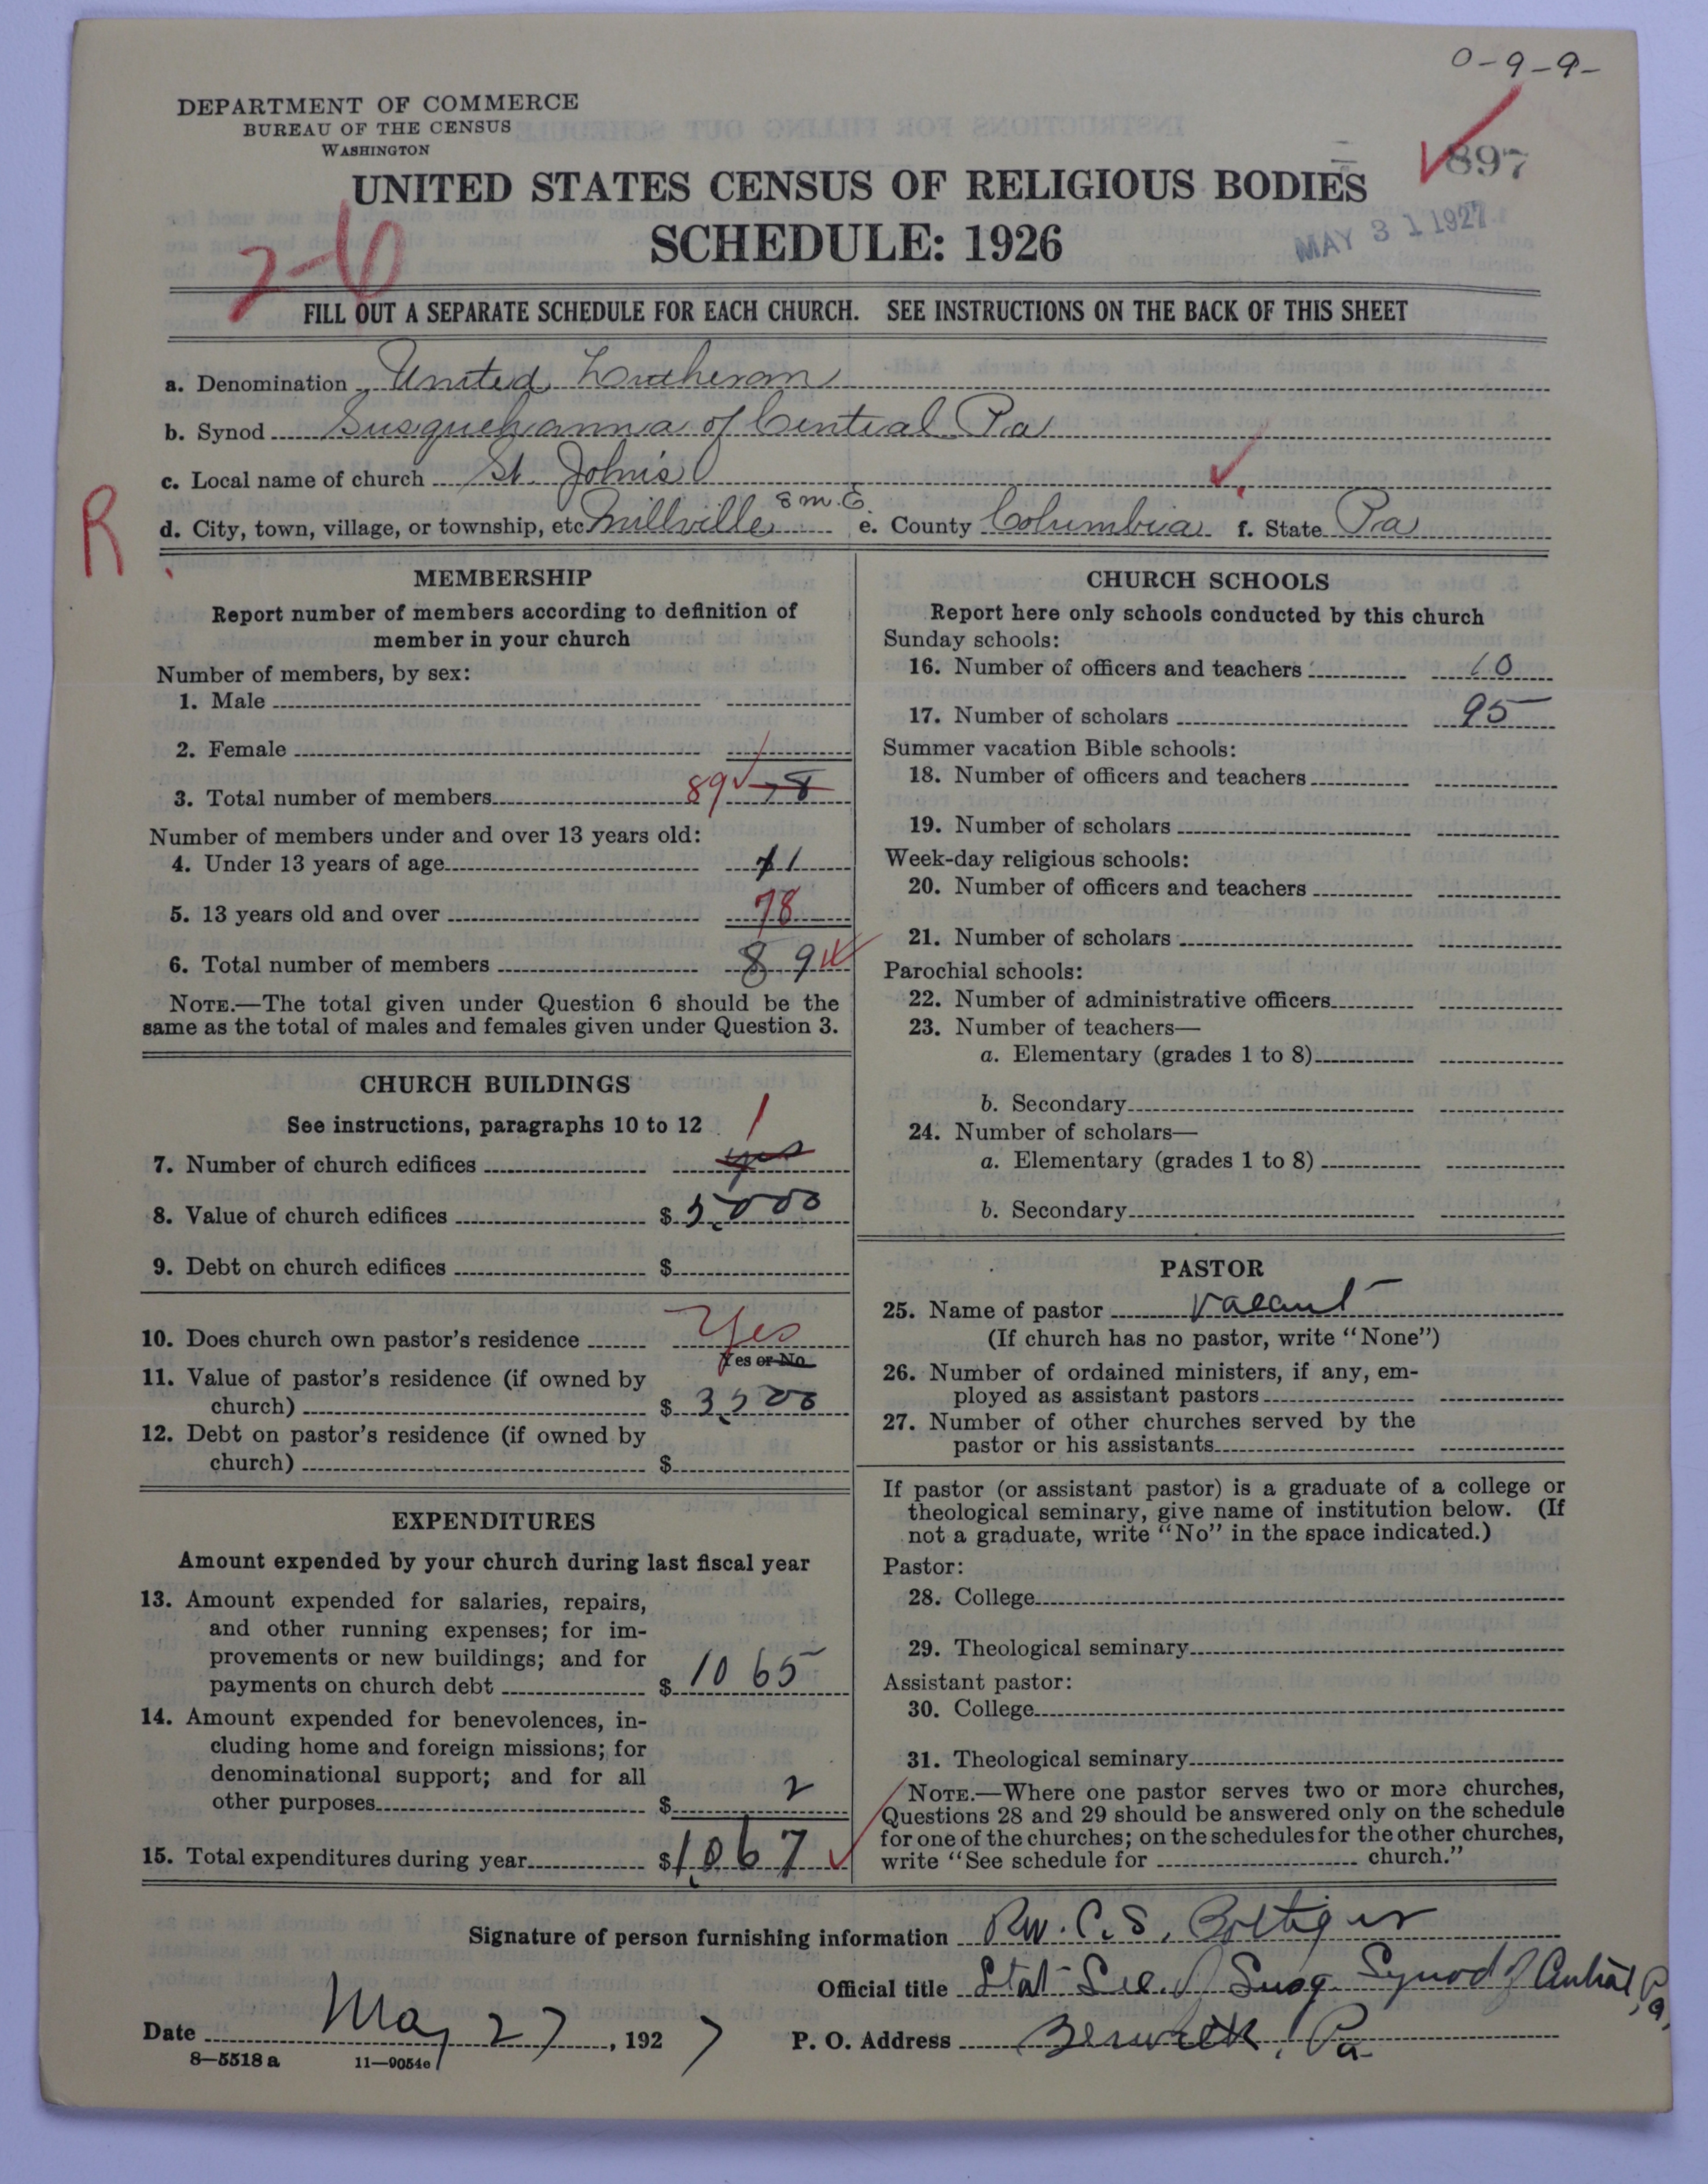 0-9-9-
DEPARTMENT OF COMMERCE
BUREAU OF THE CENSUS
WASHINGTON
897
UNITED STATES CENSUS OF RELIGIOUS BODIES
SCHEDULE: 1926
MAY 31 1927
2-6
FILL OUT A SEPARATE SCHEDULE FOR EACH CHURCH. SEE INSTRUCTIONS ON THE BACK OF THIS SHEET
a. Denomination United Lutheran
b. Synod Susquehanna of Central Pa
c. Local name of church St. John's
R
d. City, town, village, or township, etc. Millville 8 m. E. e. County Columbia f. State Pa
MEMBERSHIP
Report number of members according to definition of
member in your church
Number of members, by sex:
1. Male
2. Female
3. Total number of members 89 78
Number of members under and over 13 years old:
4. Under 13 years of age 11
5. 13 years old and over 78
6. Total number of members 89
NOTE.—The total given under Question 6 should be the
same as the total of males and females given under Question 3.
CHURCH BUILDINGS
See instructions, paragraphs 10 to 12
1
7. Number of church edifices yes
8. Value of church edifices $ 5,000
9. Debt on church edifices $
10. Does church own pastor's residence Yes
Yes or No
11. Value of pastor's residence (if owned by
church) $ 3,500
12. Debt on pastor's residence (if owned by
church) $
EXPENDITURES
Amount expended by your church during last fiscal year
13. Amount expended for salaries, repairs,
and other running expenses; for im-
provements or new buildings; and for
payments on church debt $ 1065
14. Amount expended for benevolences, in-
cluding home and foreign missions; for
denominational support; and for all
other purposes $ 2
15. Total expenditures during year $ 1,067
CHURCH SCHOOLS
Report here only schools conducted by this church
Sunday schools:
16. Number of officers and teachers 10
17. Number of scholars 95
Summer vacation Bible schools:
18. Number of officers and teachers
19. Number of scholars
Week-day religious schools:
20. Number of officers and teachers
21. Number of scholars
Parochial schools:
22. Number of administrative officers
23. Number of teachers—
a. Elementary (grades 1 to 8)
b. Secondary
24. Number of scholars—
a. Elementary (grades 1 to 8)
b. Secondary
PASTOR
25. Name of pastor Vacant
(If church has no pastor, write "None")
26. Number of ordained ministers, if any, em-
ployed as assistant pastors
27. Number of other churches served by the
pastor or his assistants
If pastor (or assistant pastor) is a graduate of a college or
theological seminary, give name of institution below. (If
not a graduate, write "No" in the space indicated.)
Pastor:
28. College
29. Theological seminary
Assistant pastor:
30. College
31. Theological seminary
NOTE.—Where one pastor serves two or more churches,
Questions 28 and 29 should be answered only on the schedule
for one of the churches; on the schedules for the other churches,
write "See schedule for church."
Signature of person furnishing information Rev. C. S. Bottiger
Official title Stat Sec of Susq. Synod of Central Pa.
Date May 27, 1927 P. O. Address Berwick, Pa.
8—5518 a 11—9054e